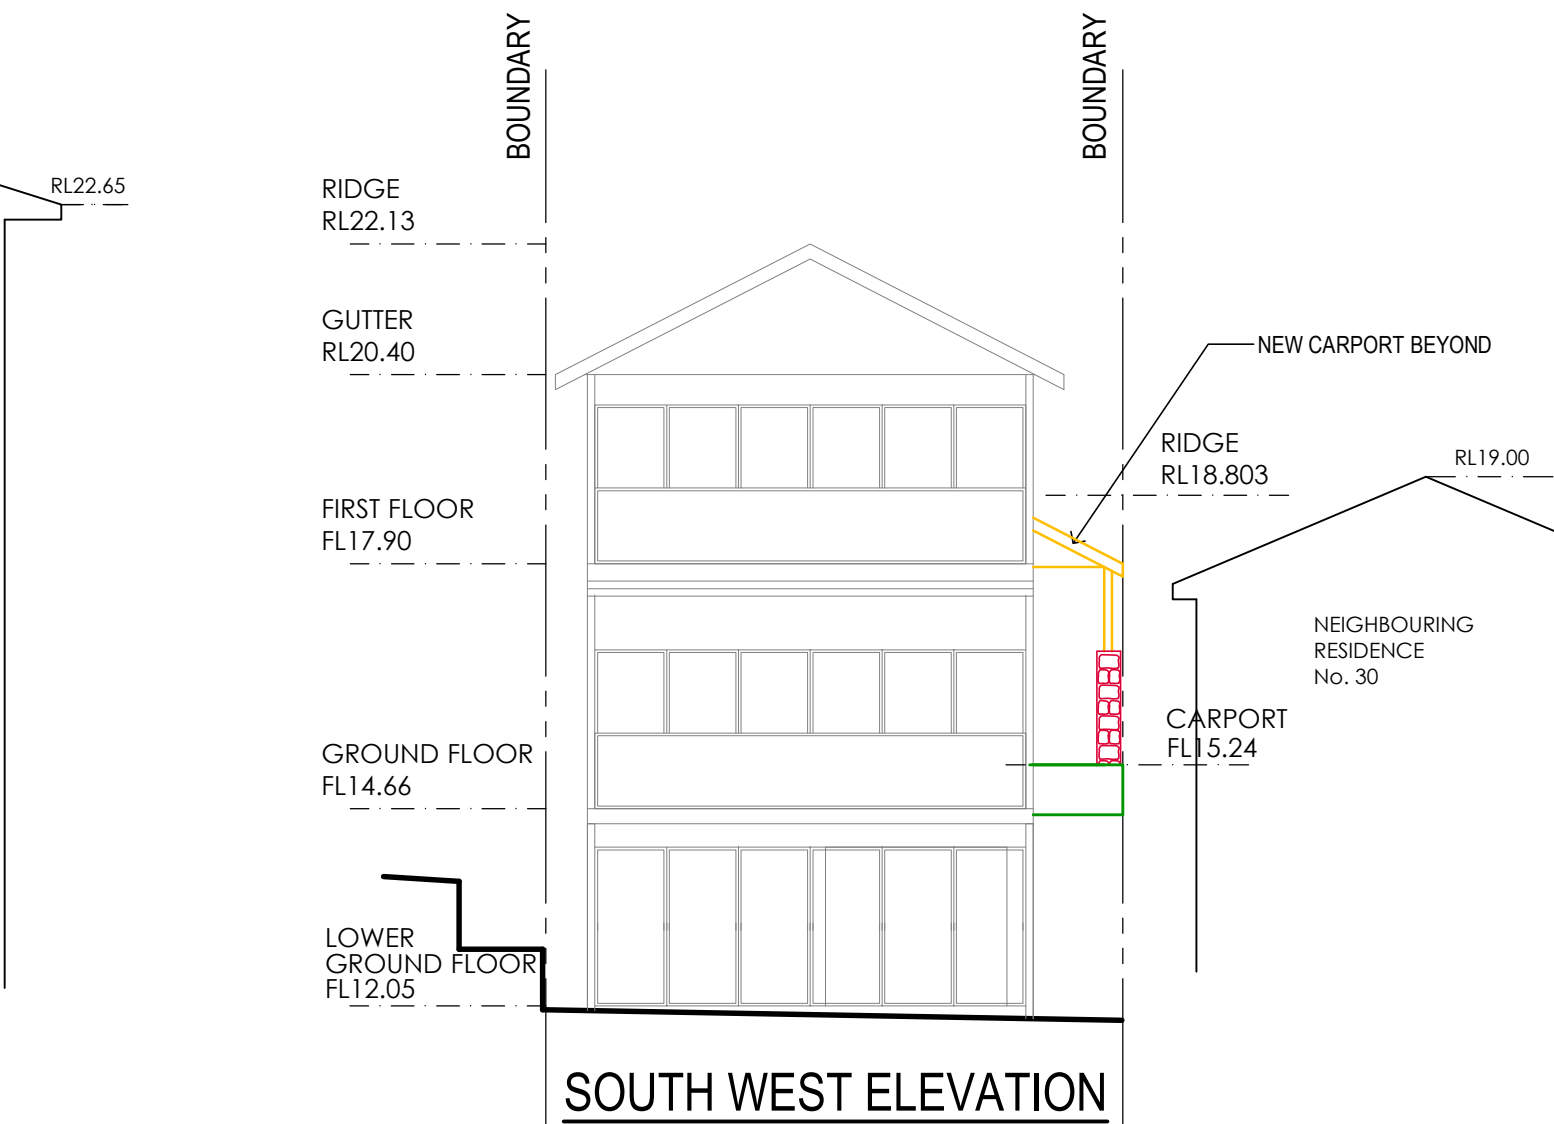 BOUNDARY
BOUNDARY
RL22.65
RIDGE
RL22.13
GUTTER
RL20.40
NEW CARPORT BEYOND
RIDGE
RL18.803
RL19.00
FIRST FLOOR
FL17.90
NEIGHBOURING
RESIDENCE
No. 30
CARPORT
FL15.24
GROUND FLOOR
FL14.66
LOWER
GROUND FLOOR
FL12.05
SOUTH WEST ELEVATION